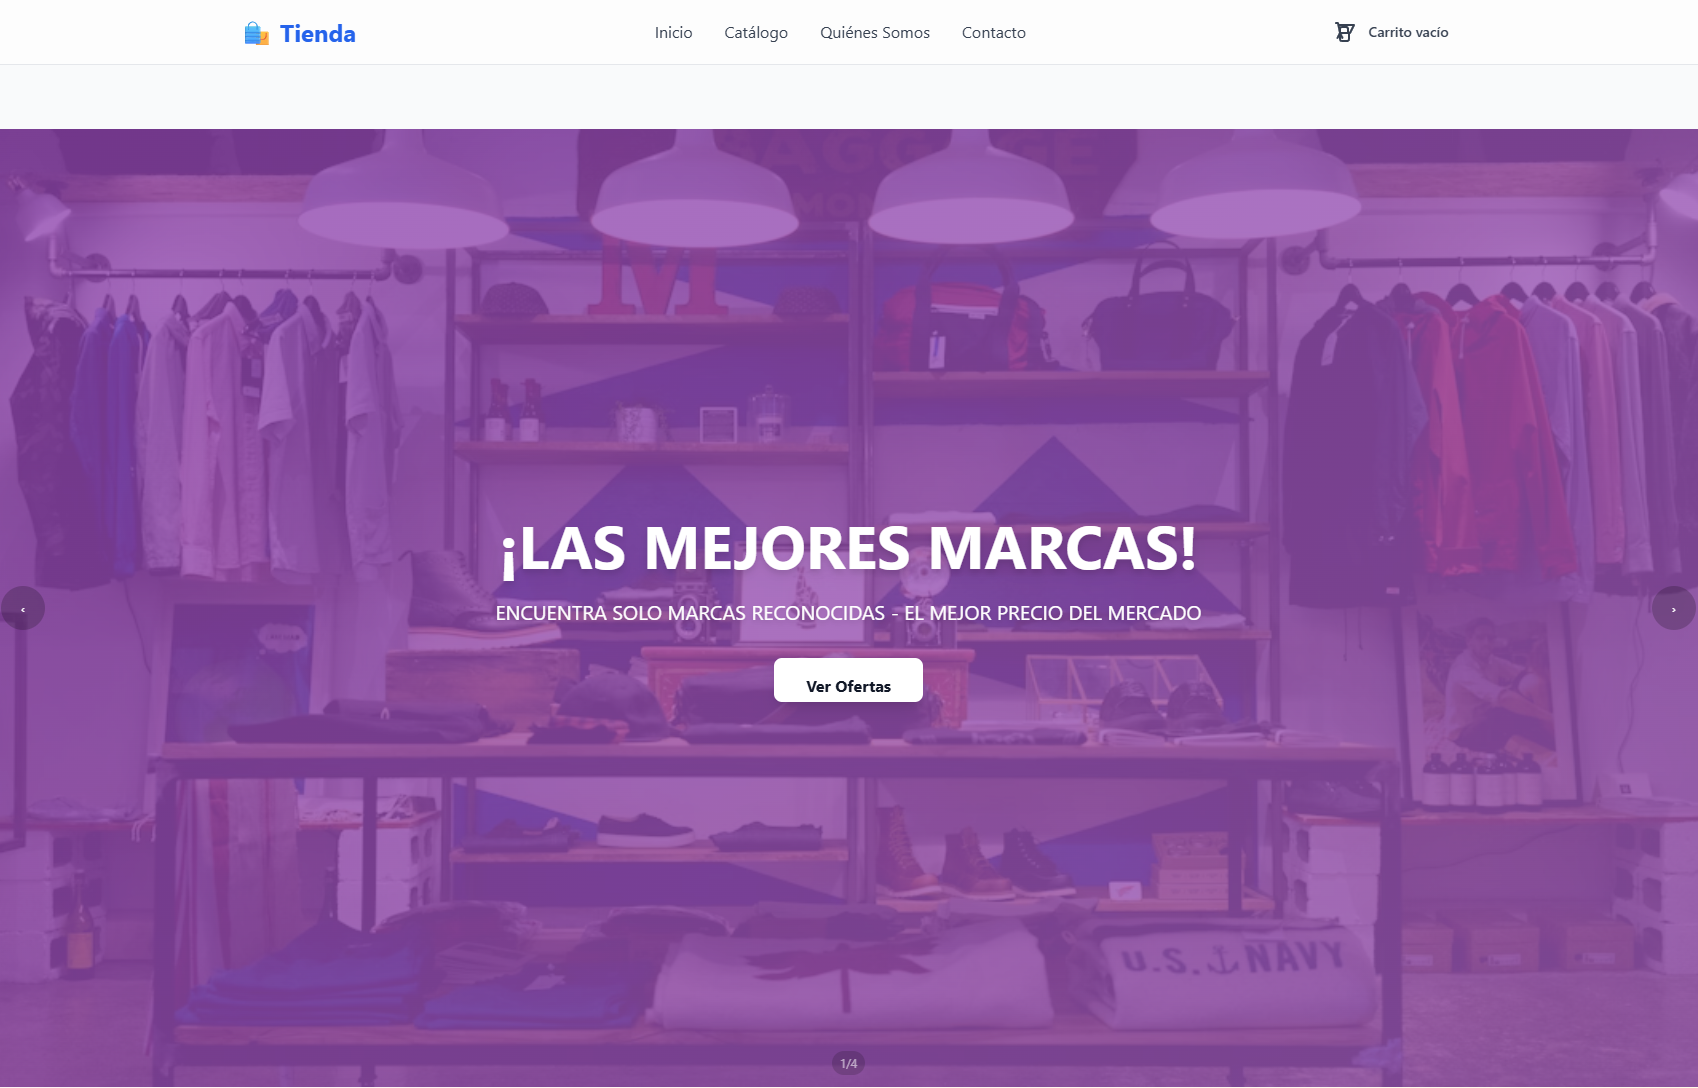 Tienda
Inicio
Catálogo
Quiénes Somos
Contacto
Carrito vacío
M
¡LAS MEJORES MARCAS!
ENCUENTRA SOLO MARCAS RECONOCIDAS - EL MEJOR PRECIO DEL MERCADO
Ver Ofertas
U.S. NAVY
1/4